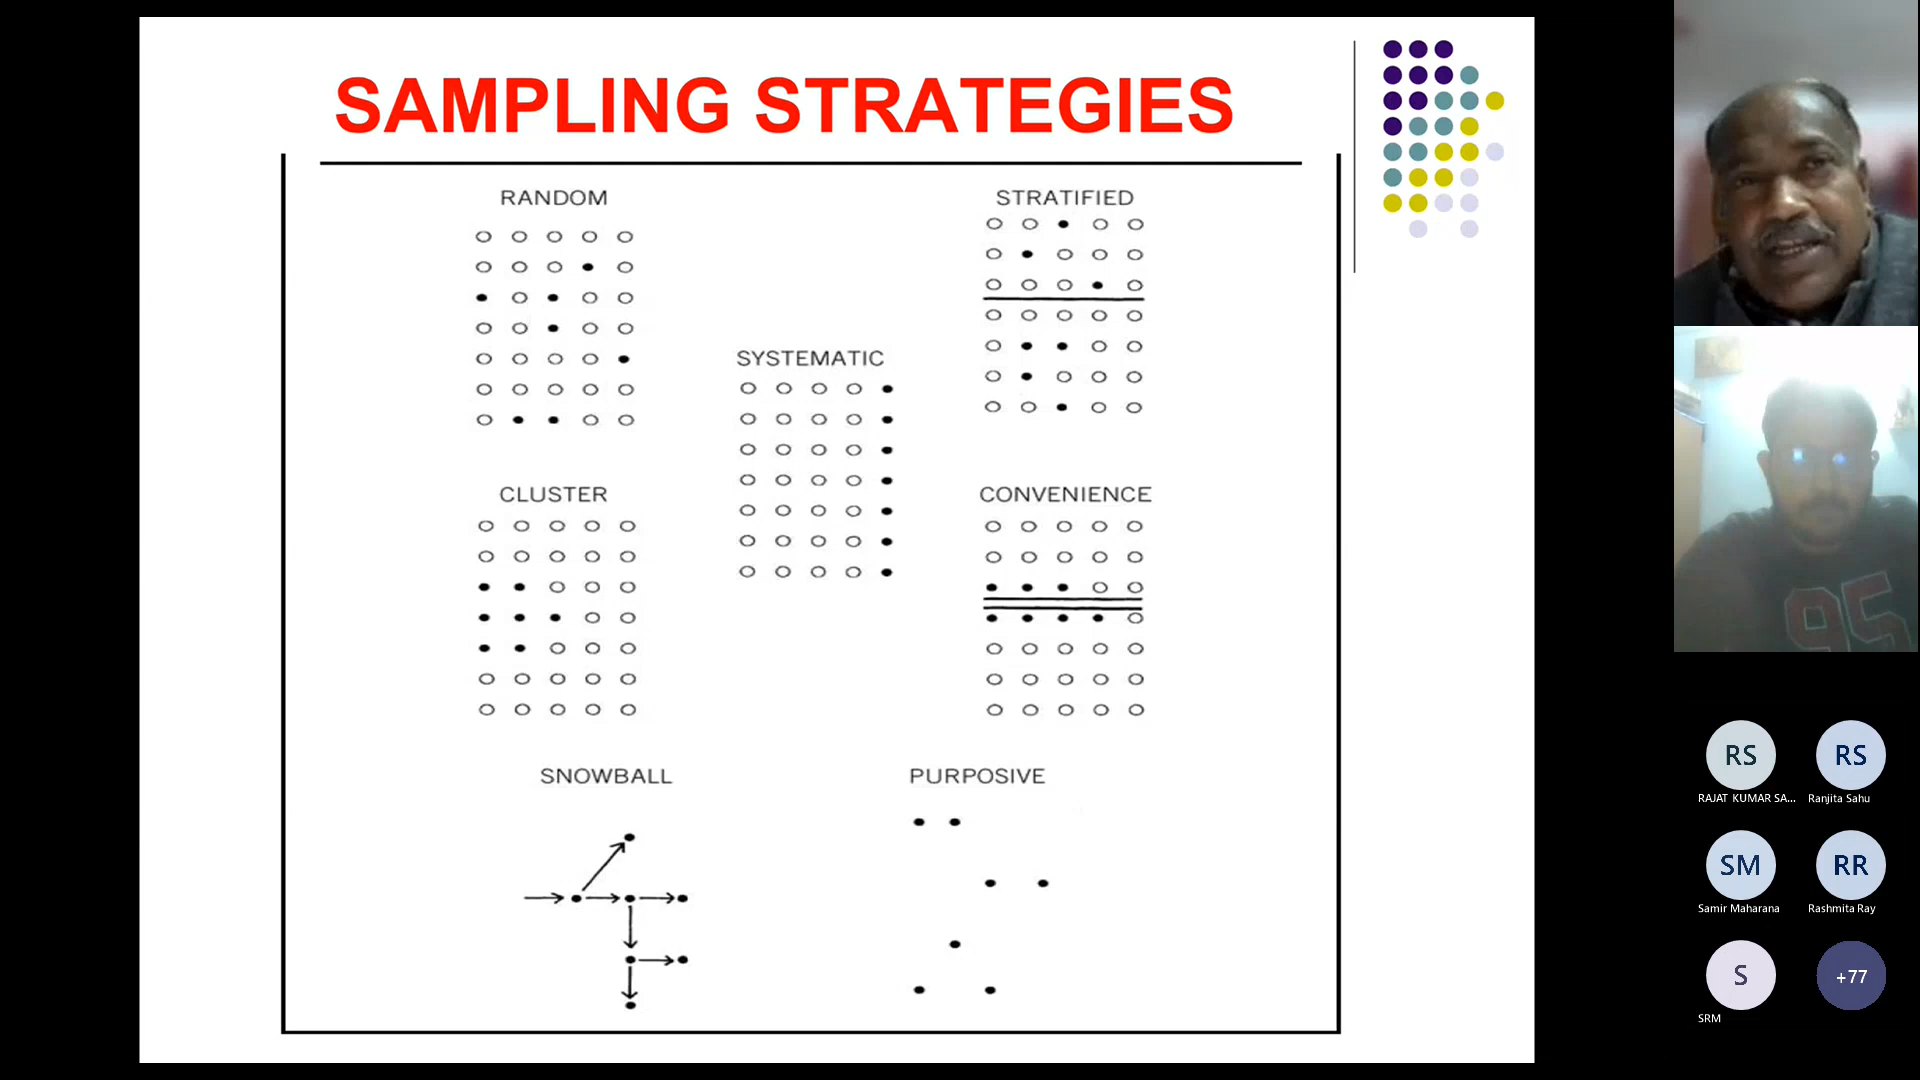 SAMPLING STRATEGIES
RANDOM
STRATIFIED
SYSTEMATIC
CLUSTER
CONVENIENCE
SNOWBALL
PURPOSIVE
95
RS
RS
RAJAT KUMAR SA...
Ranjita Sahu
SM
RR
Samir Maharana
Rashmita Ray
S
+77
SRM